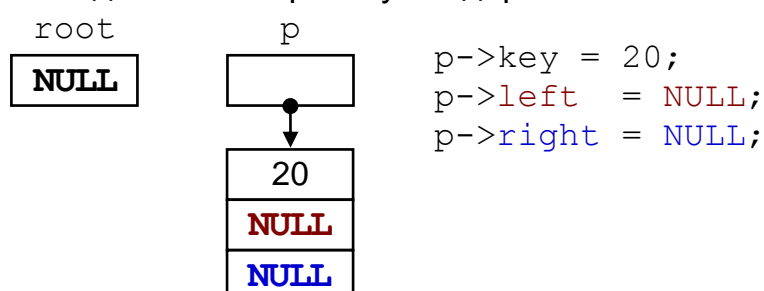 root
p
NULL
p->key = 20;
p->left = NULL;
p->right = NULL;
20
NULL
NULL